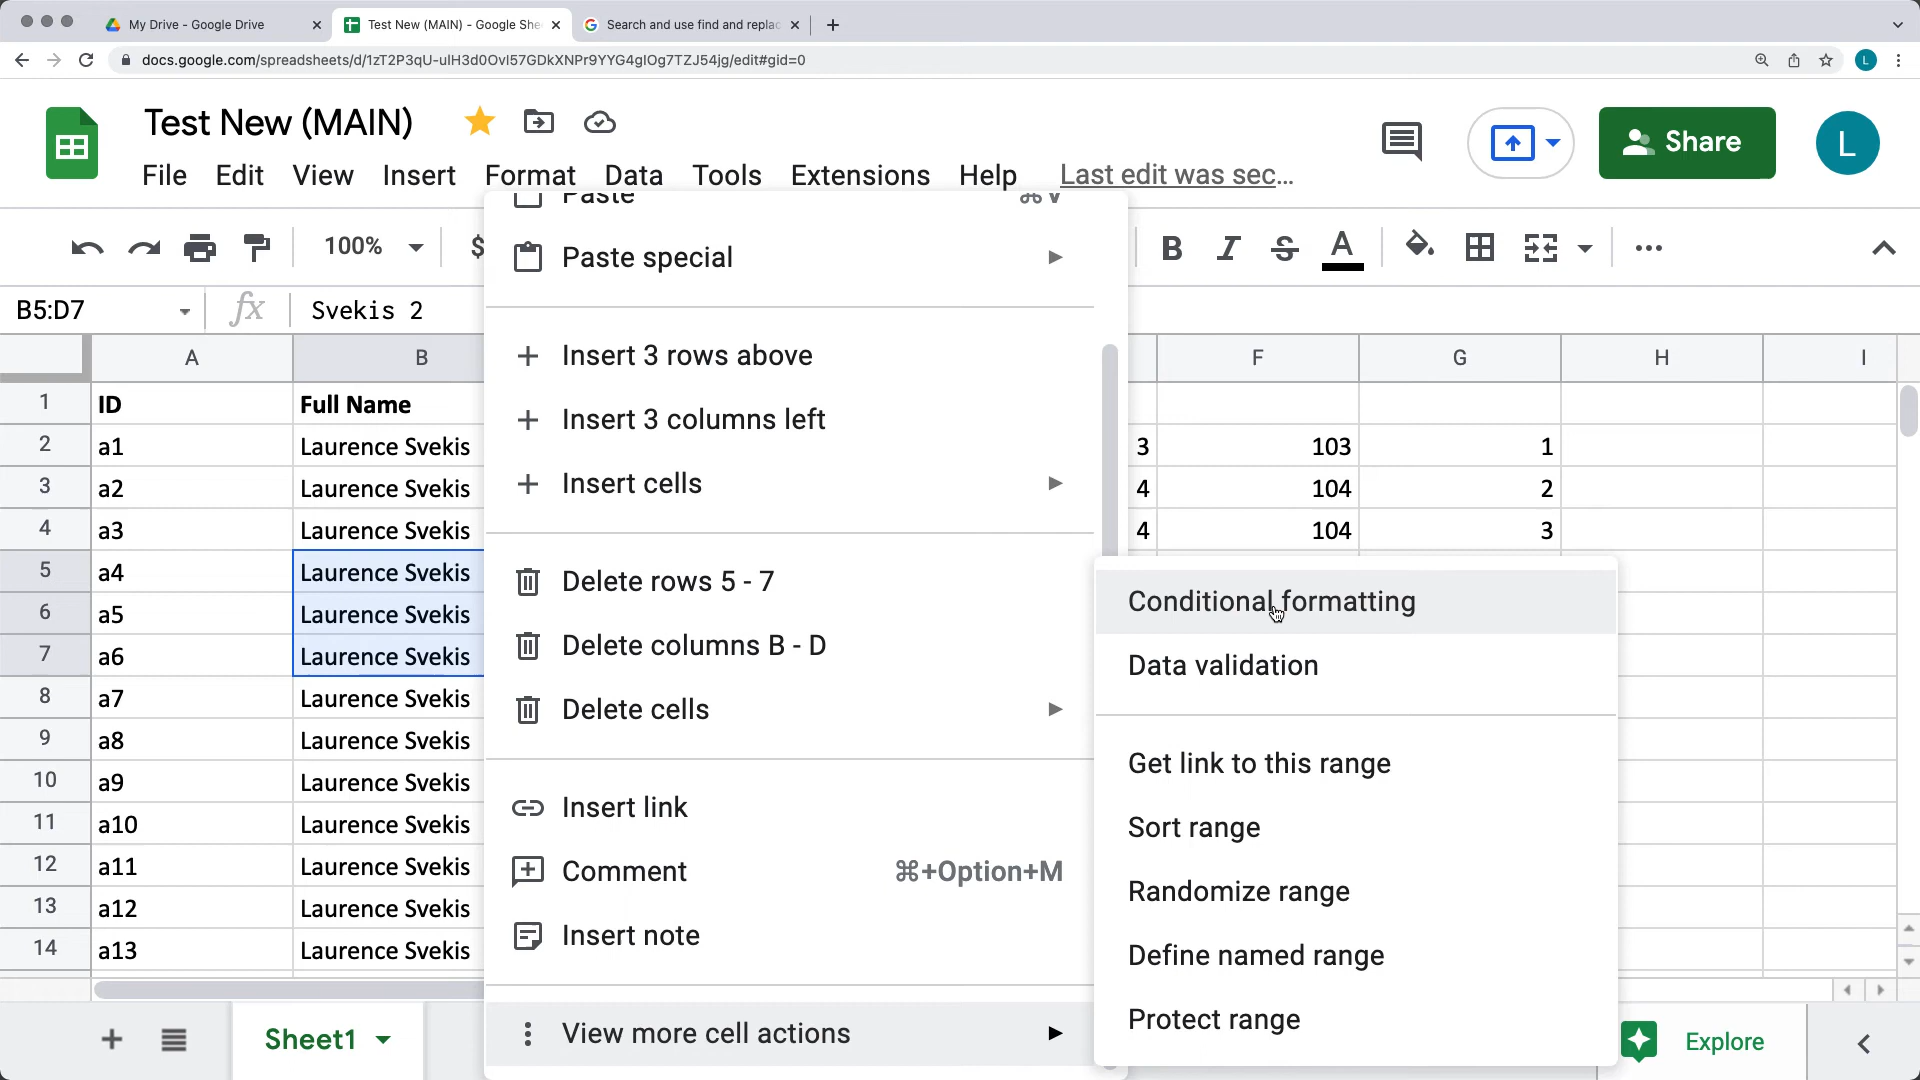 My Drive - Google Drive
Test New (MAIN) - Google She
Search and use find and replac
docs.google.com/spreadsheets/d/1zT2P3qU-uIH3d0OvI57GDkXNPr9YYG4gIOg7TZJ54jg/edit#gid=0
L
Test New (MAIN)
Share
L
File Edit View Insert Format Data Tools Extensions Help Last edit was sec...
Paste ⌘V
100% $ B I S A
Paste special
B5:D7 fx Svekis 2
Insert 3 rows above
A B F G H I
1 ID Full Name
Insert 3 columns left
2 a1 Laurence Svekis 3 103 1
3 a2 Laurence Svekis 4 104 2
Insert cells
4 a3 Laurence Svekis 4 104 3
5 a4 Laurence Svekis
Delete rows 5 - 7
Conditional formatting
6 a5 Laurence Svekis
Delete columns B - D
7 a6 Laurence Svekis
Data validation
8 a7 Laurence Svekis
Delete cells
9 a8 Laurence Svekis
Get link to this range
10 a9 Laurence Svekis
Insert link
11 a10 Laurence Svekis
Sort range
12 a11 Laurence Svekis
Comment ⌘+Option+M
Randomize range
13 a12 Laurence Svekis
Insert note
14 a13 Laurence Svekis
Define named range
Protect range
Sheet1
View more cell actions
Explore